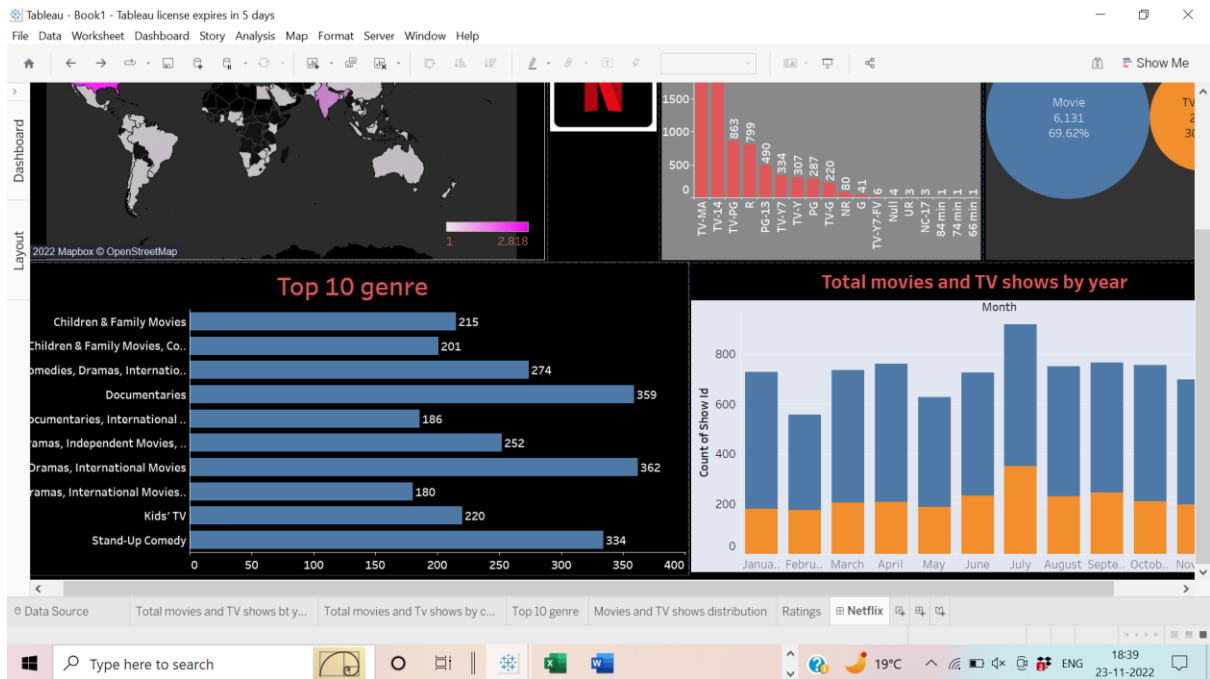 Tableau - Book1 - Tableau license expires in 5 days
File Data Worksheet Dashboard Story Analysis Map Format Server Window Help
Show Me
Dashboard
Layout
1 2,818
2022 Mapbox © OpenStreetMap
N
1500
1000
500
0
863
799
490
334
307
287
220
80
41
6
4
3
3
1
1
1
TV-MA
TV-14
TV-PG
R
PG-13
TV-Y7
TV-Y
PG
TV-G
NR
G
TV-Y7-FV
Null
UR
NC-17
84 min
74 min
66 min
Movie
6,131
69.62%
TV
2
30
Top 10 genre
Children & Family Movies 215
Children & Family Movies, Co.. 201
omedies, Dramas, Internatio.. 274
Documentaries 359
ocumentaries, International .. 186
ramas, Independent Movies, .. 252
Dramas, International Movies 362
ramas, International Movies.. 180
Kids' TV 220
Stand-Up Comedy 334
0 50 100 150 200 250 300 350 400
Total movies and TV shows by year
Month
Count of Show Id
800
600
400
200
0
Janua.. Febru.. March April May June July August Septe.. Octob.. Nov
Data Source Total movies and TV shows bt y... Total movies and Tv shows by c... Top 10 genre Movies and TV shows distribution Ratings Netflix
Type here to search
19°C ENG
18:39
23-11-2022